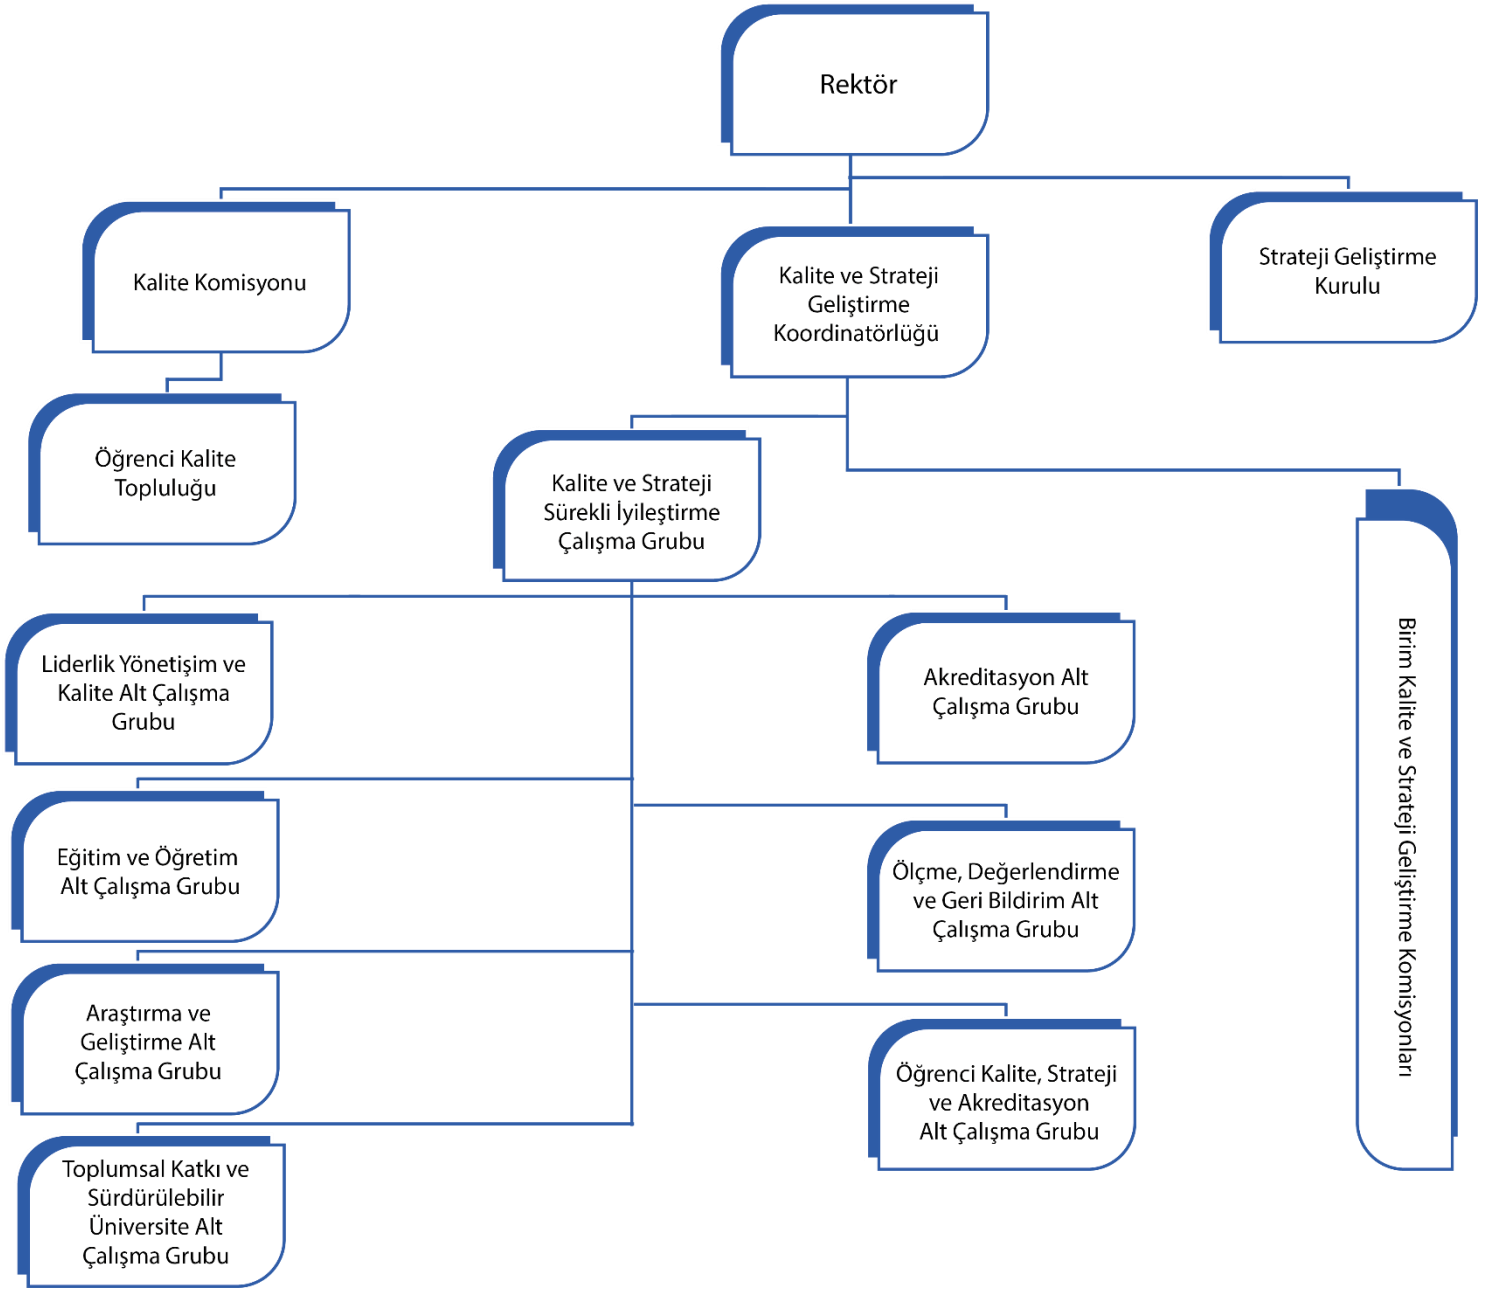 Rektör
Kalite Komisyonu
Kalite ve Strateji
Geliştirme
Koordinatörlüğü
Strateji Geliştirme
Kurulu
Öğrenci Kalite
Topluluğu
Kalite ve Strateji
Sürekli İyileştirme
Çalışma Grubu
Birim Kalite ve Strateji Geliştirme Komisyonları
Liderlik Yönetişim ve
Kalite Alt Çalışma
Grubu
Akreditasyon Alt
Çalışma Grubu
Eğitim ve Öğretim
Alt Çalışma Grubu
Ölçme, Değerlendirme
ve Geri Bildirim Alt
Çalışma Grubu
Araştırma ve
Geliştirme Alt
Çalışma Grubu
Öğrenci Kalite, Strateji
ve Akreditasyon
Alt Çalışma Grubu
Toplumsal Katkı ve
Sürdürülebilir
Üniversite Alt
Çalışma Grubu